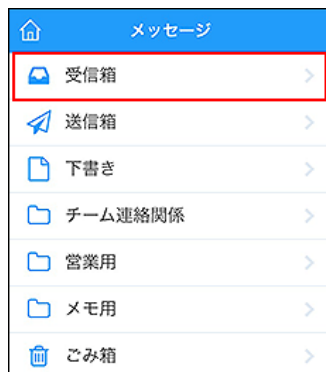 メッセージ
受信箱
送信箱
下書き
チーム連絡関係
営業用
メモ用
ごみ箱